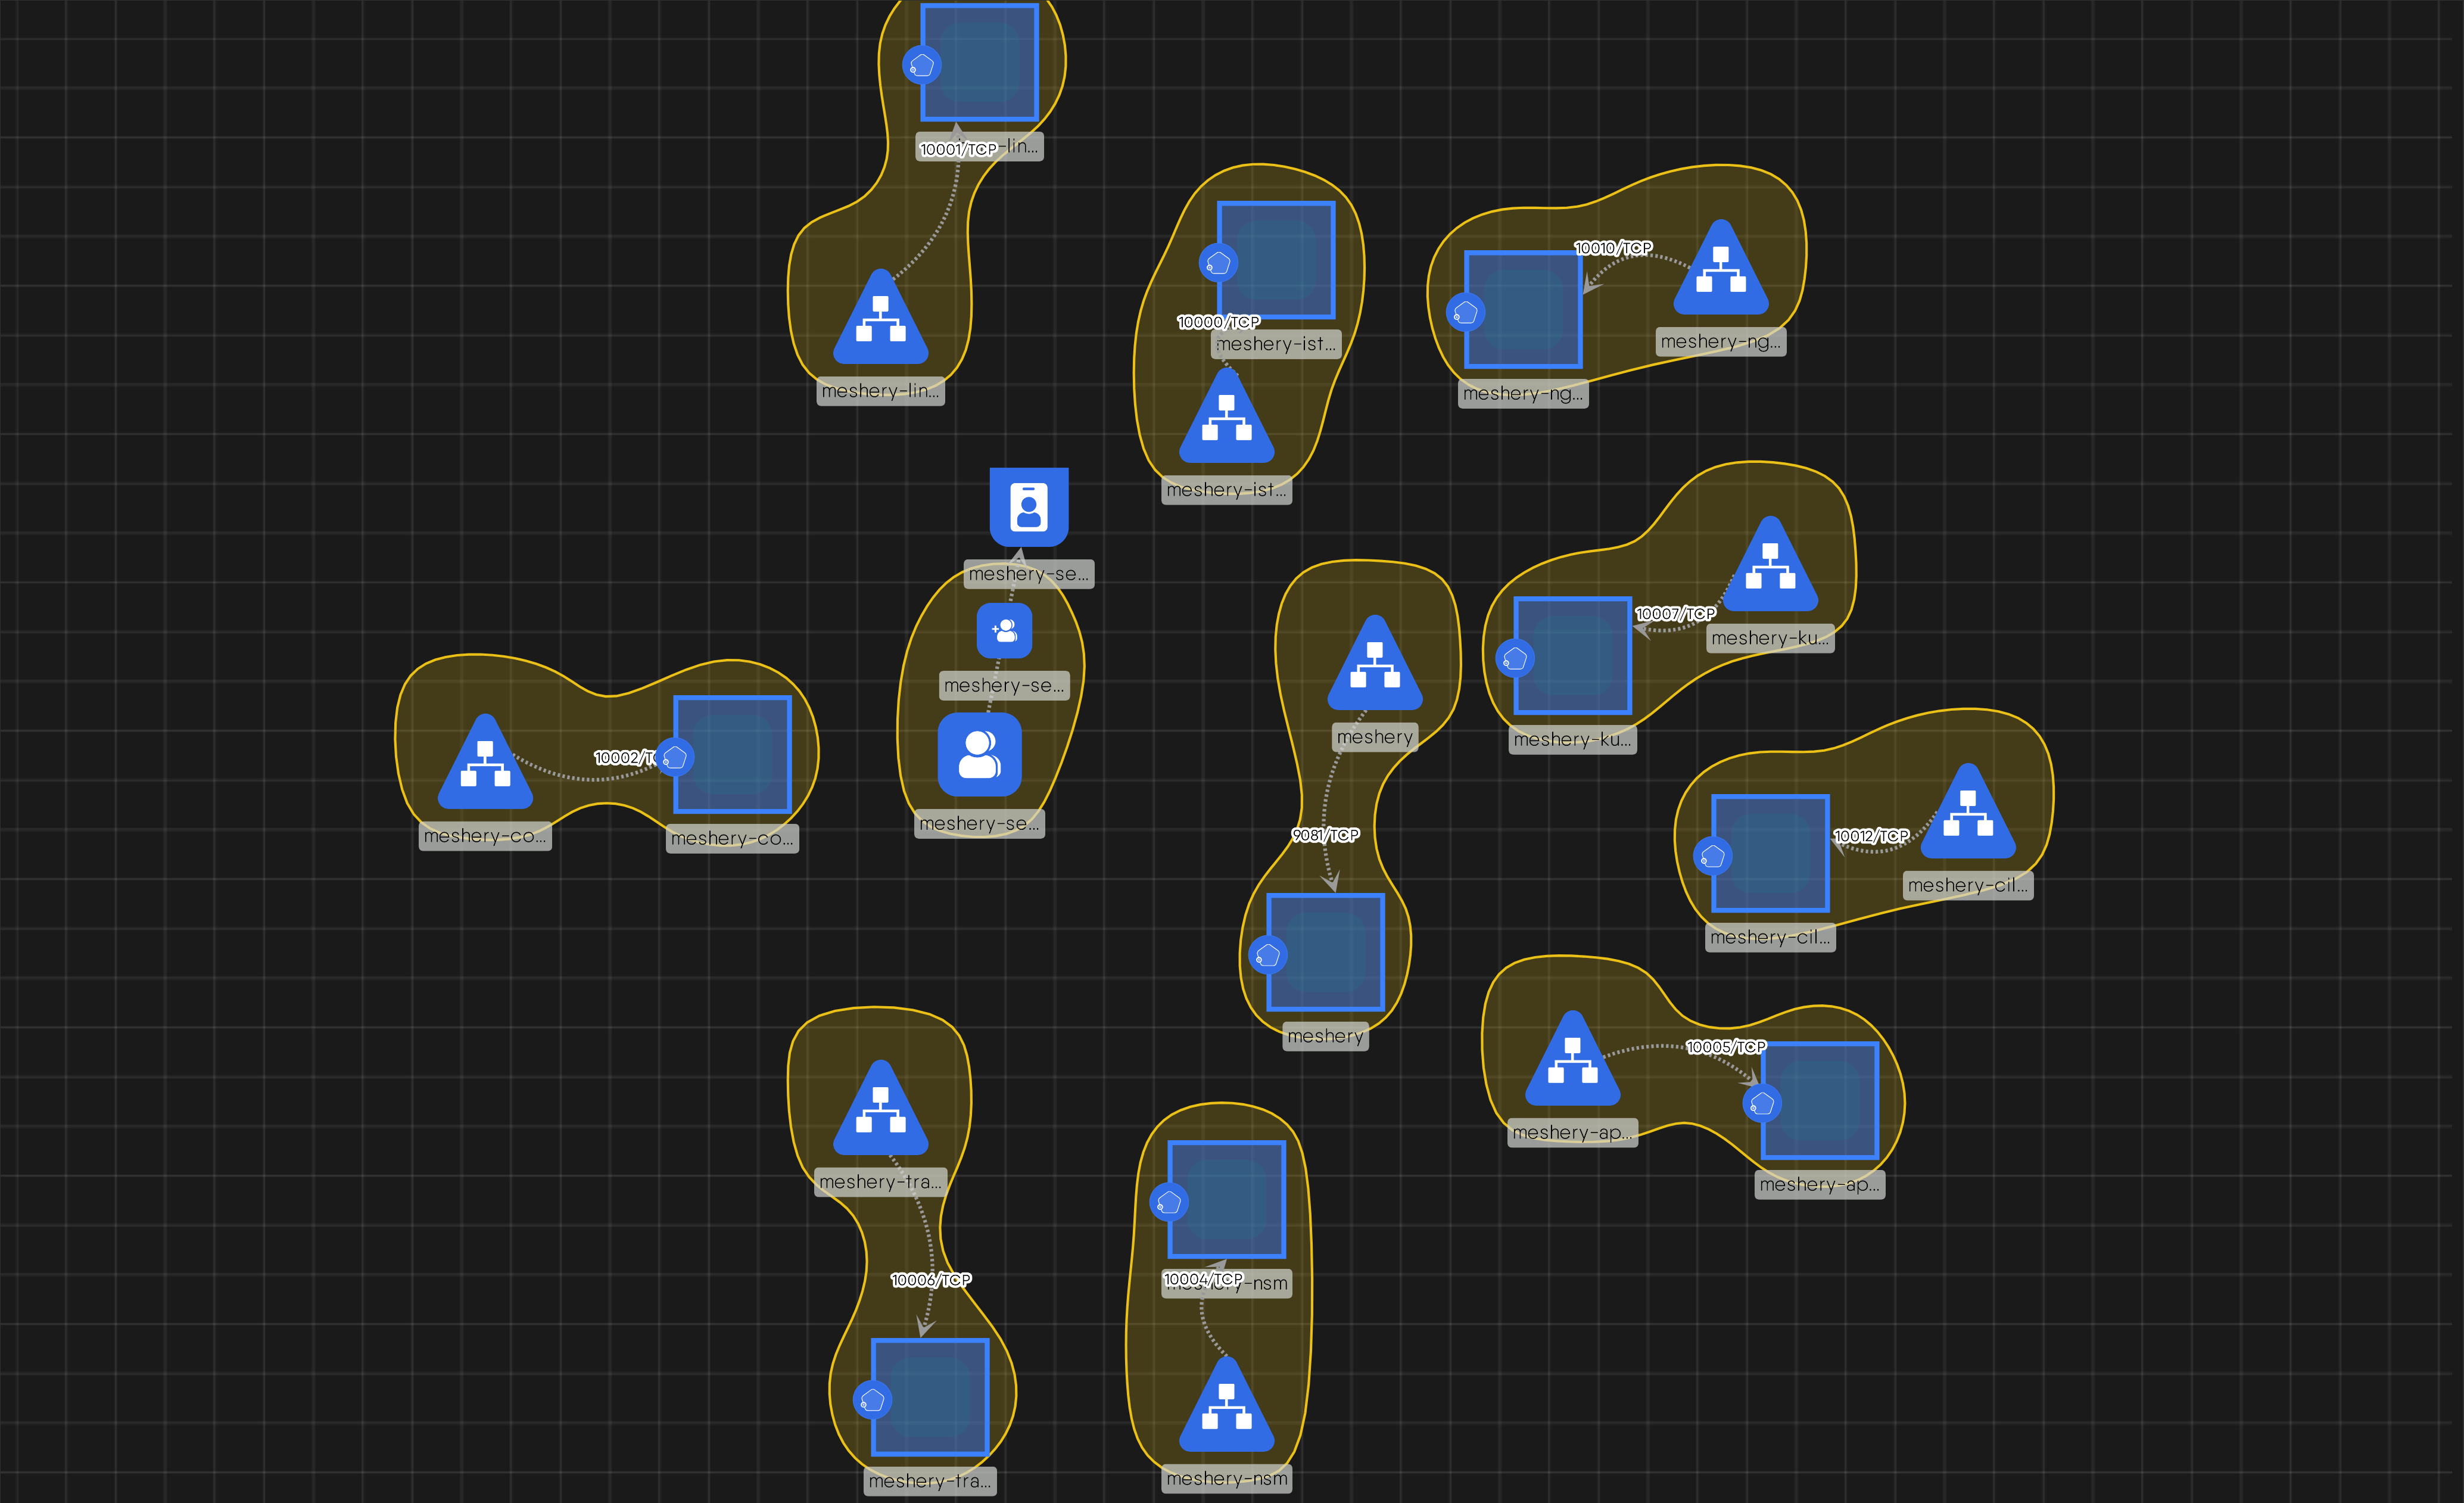 -lin...
10001/TCP
meshery-lin...
10000/TCP
meshery-ist...
meshery-ist...
10010/TCP
meshery-ng...
meshery-ng...
meshery-se...
meshery-se...
meshery-se...
10007/TCP
meshery-ku...
meshery-ku...
meshery
9081/TCP
meshery
10002/TC
meshery-co...
meshery-co...
10012/TCP
meshery-cil...
meshery-cil...
10005/TCP
meshery-ap...
meshery-ap...
meshery-tra...
10006/TCP
meshery-tra...
10004/TCP
-nsm
meshery-nsm